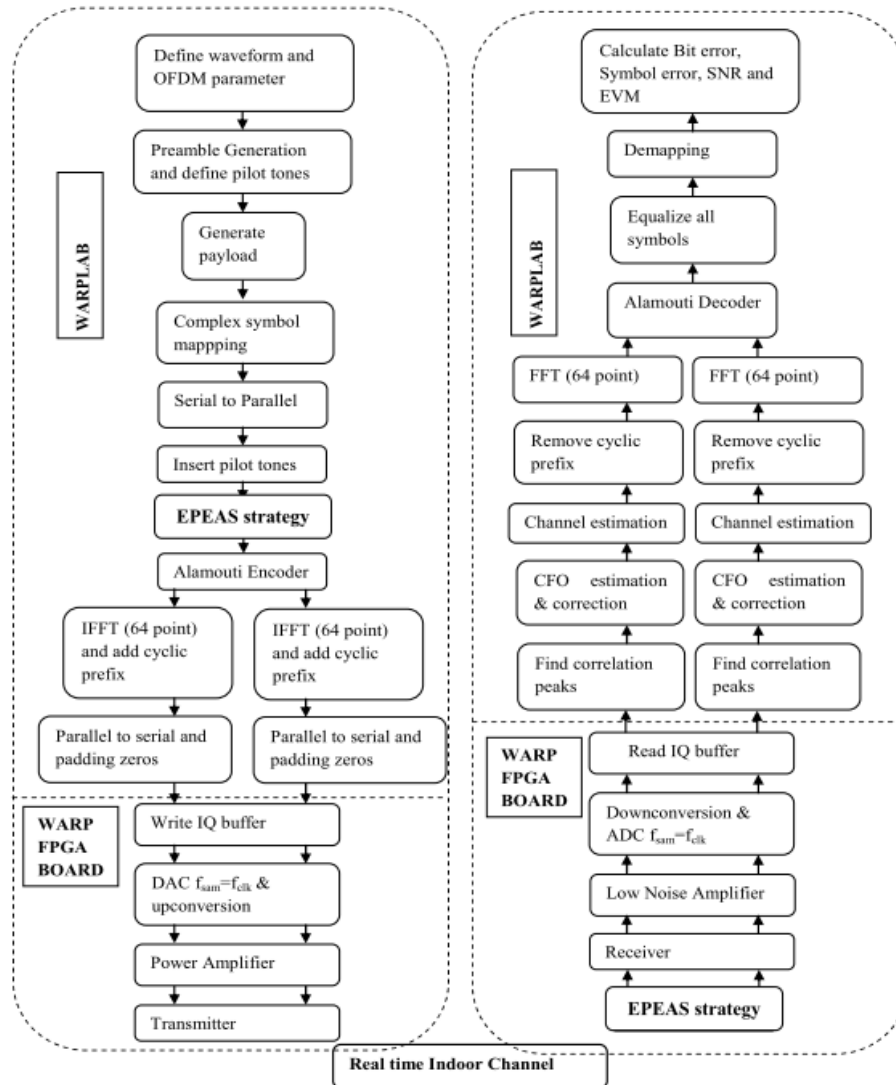 Define waveform and
OFDM parameter
Preamble Generation
and define pilot tones
WARPLAB
Generate
payload
Complex symbol
mappping
Serial to Parallel
Insert pilot tones
EPEAS strategy
Alamouti Encoder
IFFT (64 point)
and add cyclic
prefix
IFFT (64 point)
and add cyclic
prefix
Parallel to serial and
padding zeros
Parallel to serial and
padding zeros
WARP
FPGA
BOARD
Write IQ buffer
DAC fsam=fclk &
upconversion
Power Amplifier
Transmitter
Calculate Bit error,
Symbol error, SNR and
EVM
Demapping
WARPLAB
Equalize all
symbols
Alamouti Decoder
FFT (64 point)
FFT (64 point)
Remove cyclic
prefix
Remove cyclic
prefix
Channel estimation
Channel estimation
CFO estimation
& correction
CFO estimation
& correction
Find correlation
peaks
Find correlation
peaks
WARP
FPGA
BOARD
Read IQ buffer
Downconversion &
ADC fsam=fclk
Low Noise Amplifier
Receiver
EPEAS strategy
Real time Indoor Channel